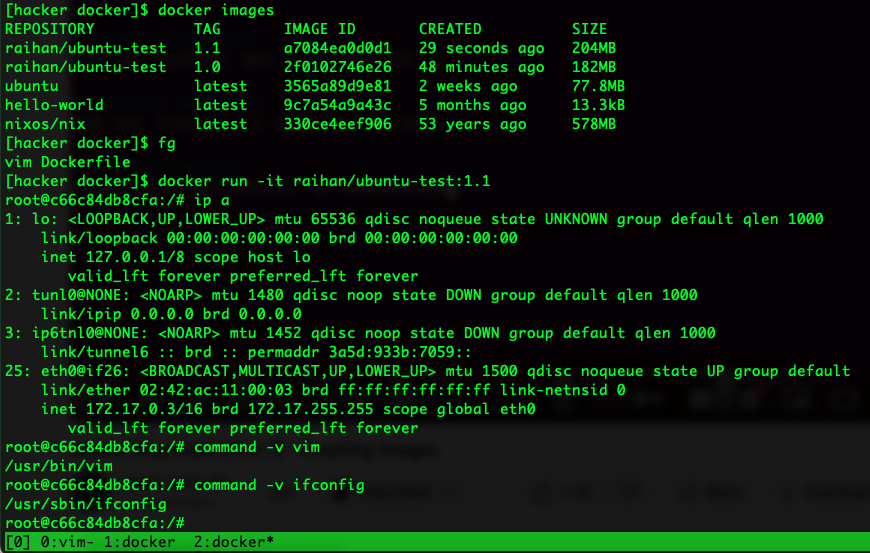 [hacker docker]$ docker images
REPOSITORY           TAG       IMAGE ID       CREATED          SIZE
raihan/ubuntu-test   1.1       a7084ea0d0d1   29 seconds ago   204MB
raihan/ubuntu-test   1.0       2f0102746e26   48 minutes ago   182MB
ubuntu               latest    3565a89d9e81   2 weeks ago      77.8MB
hello-world          latest    9c7a54a9a43c   5 months ago     13.3kB
nixos/nix            latest    330ce4eef906   53 years ago     578MB
[hacker docker]$ fg
vim Dockerfile
[hacker docker]$ docker run -it raihan/ubuntu-test:1.1
root@c66c84db8cfa:/# ip a
1: lo: <LOOPBACK,UP,LOWER_UP> mtu 65536 qdisc noqueue state UNKNOWN group default qlen 1000
    link/loopback 00:00:00:00:00:00 brd 00:00:00:00:00:00
    inet 127.0.0.1/8 scope host lo
       valid_lft forever preferred_lft forever
2: tunl0@NONE: <NOARP> mtu 1480 qdisc noop state DOWN group default qlen 1000
    link/ipip 0.0.0.0 brd 0.0.0.0
3: ip6tnl0@NONE: <NOARP> mtu 1452 qdisc noop state DOWN group default qlen 1000
    link/tunnel6 :: brd :: permaddr 3a5d:933b:7059::
25: eth0@if26: <BROADCAST,MULTICAST,UP,LOWER_UP> mtu 1500 qdisc noqueue state UP group default
    link/ether 02:42:ac:11:00:03 brd ff:ff:ff:ff:ff:ff link-netnsid 0
    inet 172.17.0.3/16 brd 172.17.255.255 scope global eth0
       valid_lft forever preferred_lft forever
root@c66c84db8cfa:/# command -v vim
/usr/bin/vim
root@c66c84db8cfa:/# command -v ifconfig
/usr/sbin/ifconfig
root@c66c84db8cfa:/#
[0] 0:vim- 1:docker  2:docker*